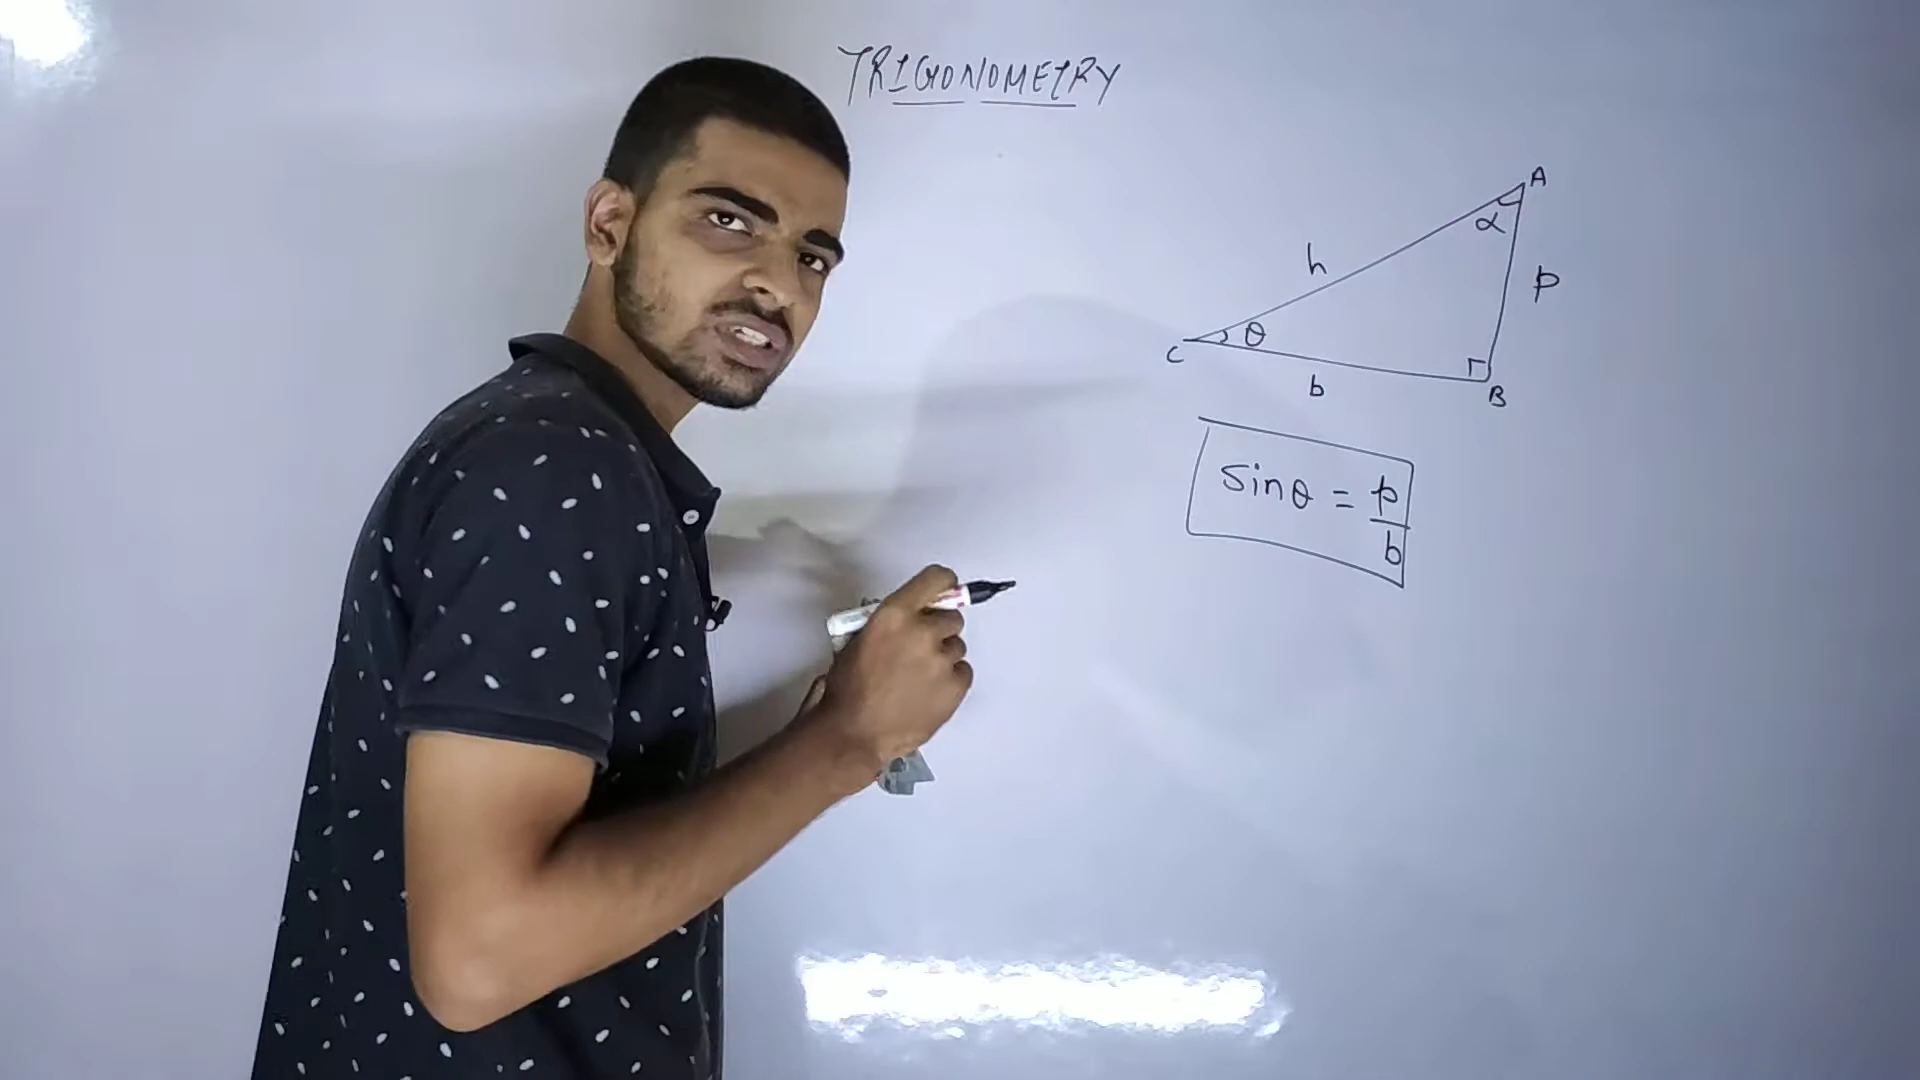 TRIGONOMETRY
A
α
h
p
θ
C
b
B
sinθ = p/b